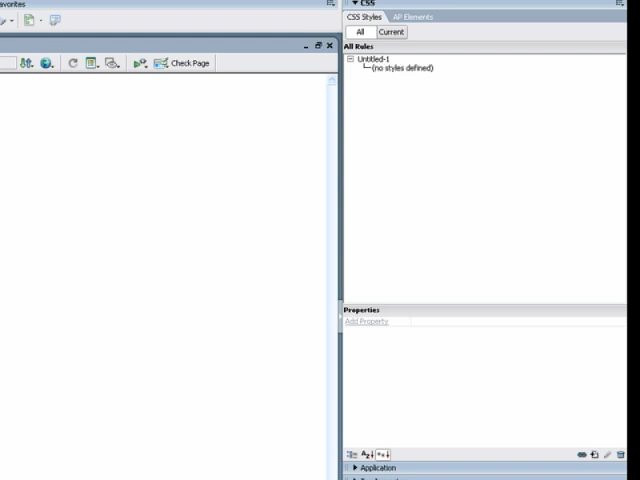 avorites
CSS
CSS Styles AP Elements
All Current
All Rules
Check Page
Untitled-1
(no styles defined)
Properties
Add Property
Application